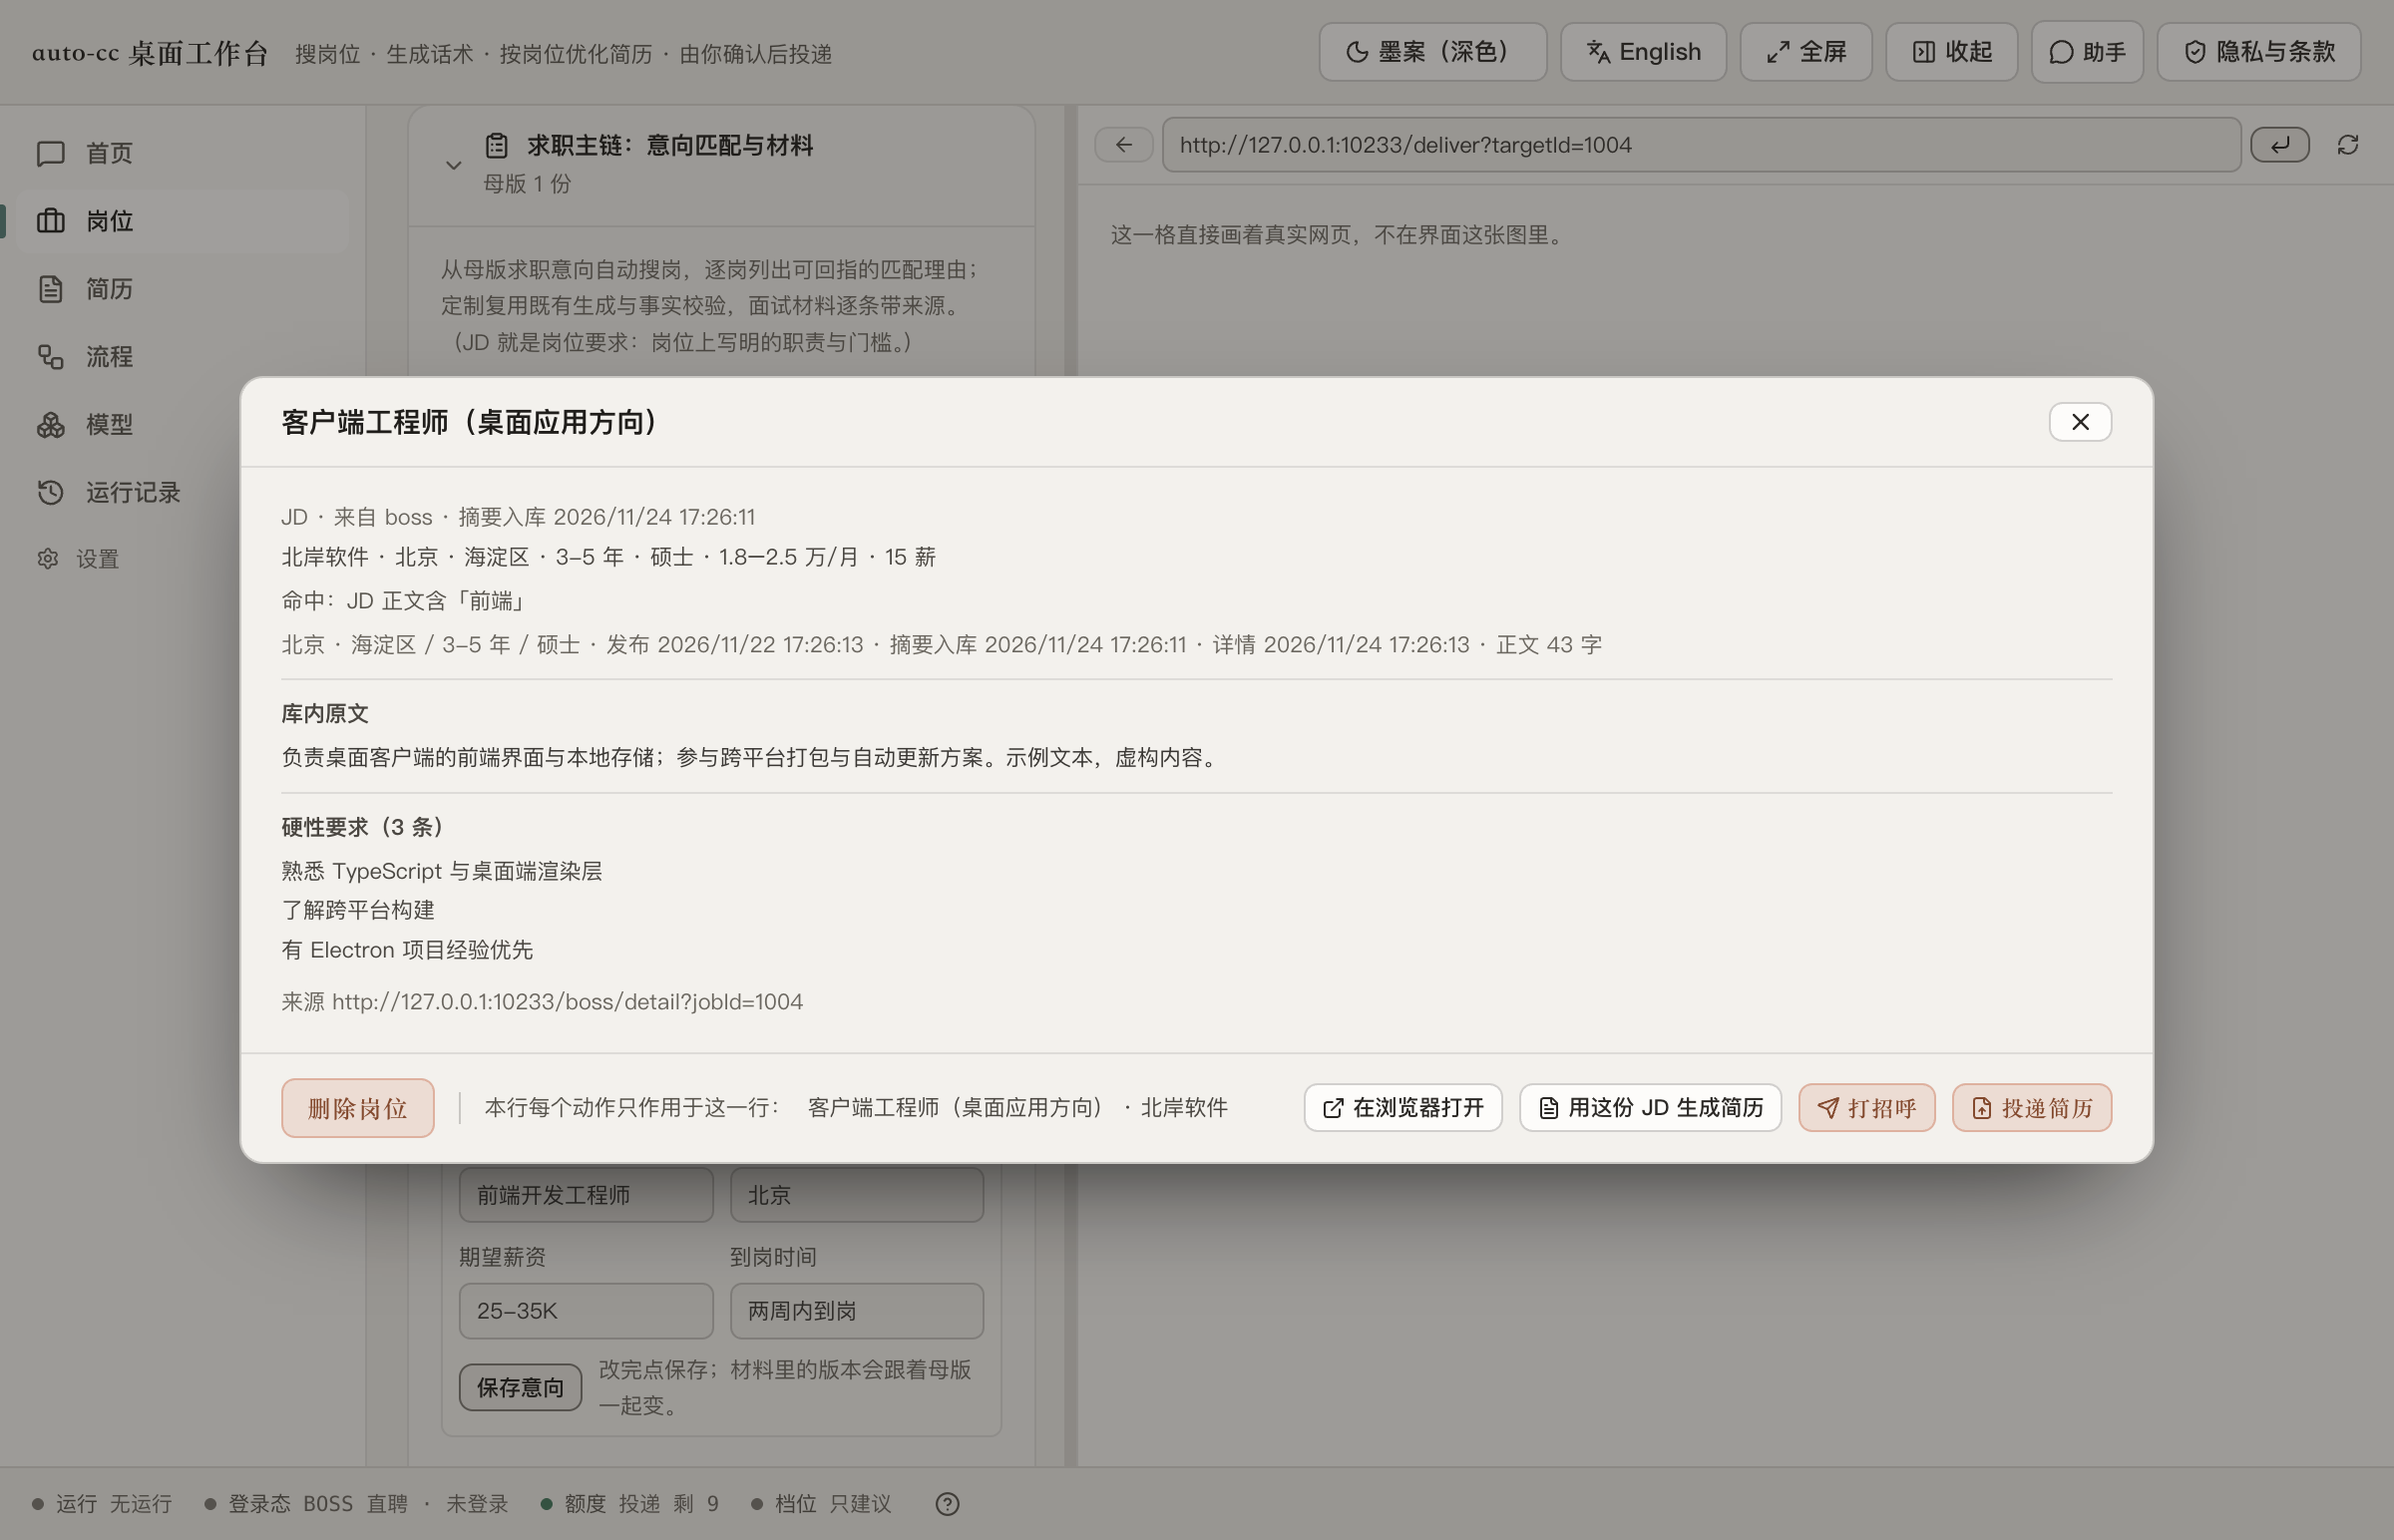 auto-cc 桌面工作台
搜岗位 · 生成话术 · 按岗位优化简历 · 由你确认后投递
墨案（深色）
English
全屏
收起
助手
隐私与条款
首页
岗位
简历
流程
模型
运行记录
设置
求职主链：意向匹配与材料
母版 1 份
从母版求职意向自动搜岗，逐岗列出可回指的匹配理由；
定制复用既有生成与事实校验，面试材料逐条带来源。
（JD 就是岗位要求：岗位上写明的职责与门槛。）
http://127.0.0.1:10233/deliver?targetId=1004
这一格直接画着真实网页，不在界面这张图里。
客户端工程师（桌面应用方向）
JD · 来自 boss · 摘要入库 2026/11/24 17:26:11
北岸软件 · 北京 · 海淀区 · 3–5 年 · 硕士 · 1.8—2.5 万/月 · 15 薪
命中：JD 正文含「前端」
北京 · 海淀区 / 3–5 年 / 硕士 · 发布 2026/11/22 17:26:13 · 摘要入库 2026/11/24 17:26:11 · 详情 2026/11/24 17:26:13 · 正文 43 字
库内原文
负责桌面客户端的前端界面与本地存储；参与跨平台打包与自动更新方案。示例文本，虚构内容。
硬性要求（3 条）
熟悉 TypeScript 与桌面端渲染层
了解跨平台构建
有 Electron 项目经验优先
来源 http://127.0.0.1:10233/boss/detail?jobId=1004
删除岗位
本行每个动作只作用于这一行： 客户端工程师（桌面应用方向） · 北岸软件
在浏览器打开
用这份 JD 生成简历
打招呼
投递简历
前端开发工程师
北京
期望薪资
到岗时间
25–35K
两周内到岗
保存意向
改完点保存；材料里的版本会跟着母版
一起变。
运行 无运行
登录态 BOSS 直聘 · 未登录
额度 投递 剩 9
档位 只建议